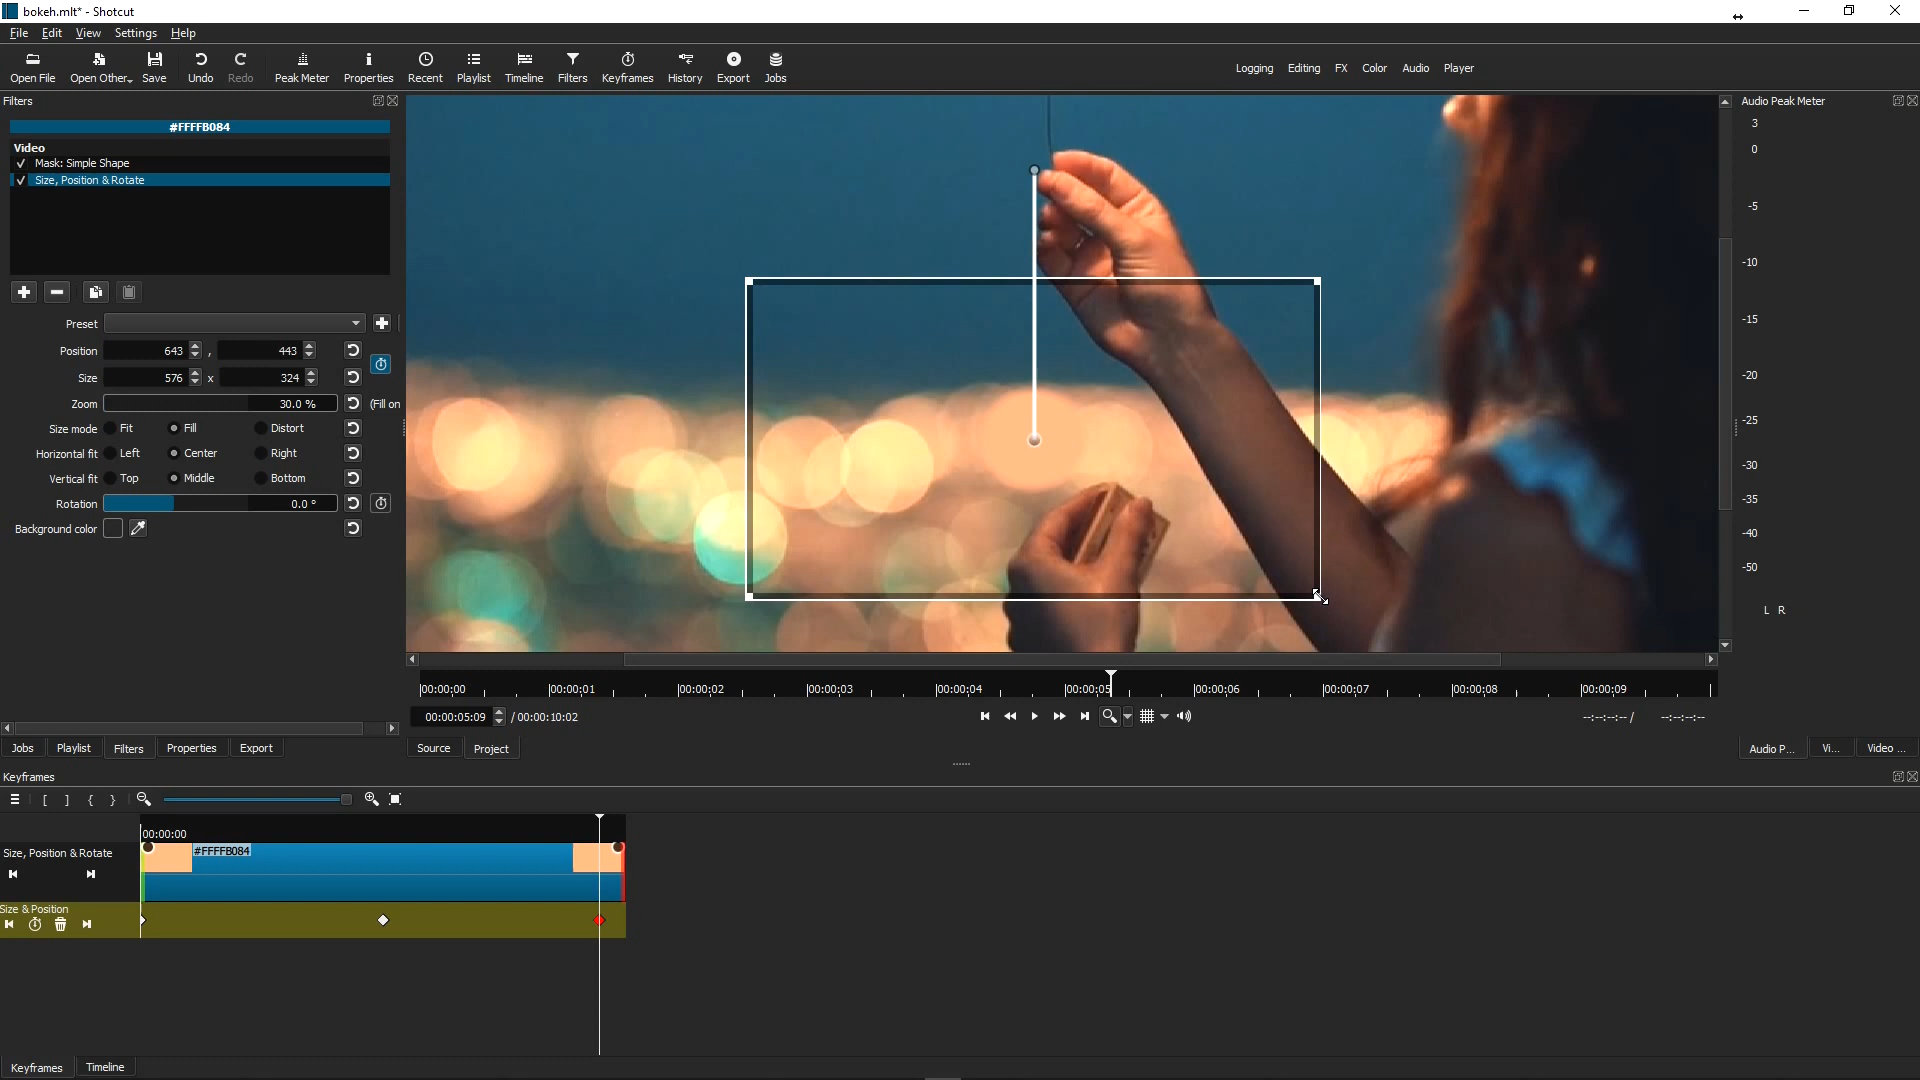 bokeh.mlt* - Shotcut
File Edit View Settings Help
Open File Open Other... Save Undo Redo Peak Meter Properties Recent Playlist Timeline Filters Keyframes History Export Jobs
Logging Editing FX Color Audio Player
Filters
#FFFFB084
Video
✓ Mask: Simple Shape
✓ Size, Position & Rotate
Preset
Position 643 , 443
Size 576 x 324
Zoom 30.0 % (Fill on
Size mode Fit Fill Distort
Horizontal fit Left Center Right
Vertical fit Top Middle Bottom
Rotation 0.0 °
Background color
Audio Peak Meter
3
0
-5
-10
-15
-20
-25
-30
-35
-40
-50
L R
00:00:00 00:00:01 00:00:02 00:00:03 00:00:04 00:00:05 00:00:06 00:00:07 00:00:08 00:00:09
00:00:05:09 / 00:00:10:02 --:--:--:-- / --:--:--:--
Jobs Playlist Filters Properties Export
Source Project
Audio P... Vi... Video ...
Keyframes
[ ] { }
00:00:00
Size, Position & Rotate
#FFFFB084
Size & Position
Keyframes Timeline